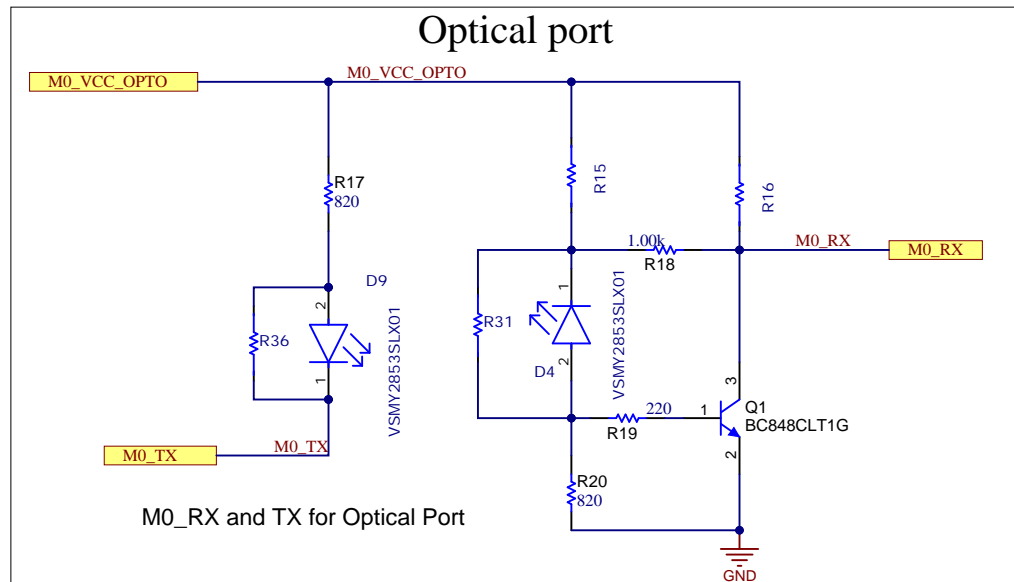 Optical port
M0_VCC_OPTO
M0_VCC_OPTO
R17
820
R15
R16
1.00k
R18
M0_RX
M0_RX
D9
2
R36
1
VSMY2853SLX01
R31
1
D4
2
VSMY2853SLX01
220
R19
1
3
Q1
BC848CLT1G
2
M0_TX
M0_TX
R20
820
M0_RX and TX for Optical Port
GND